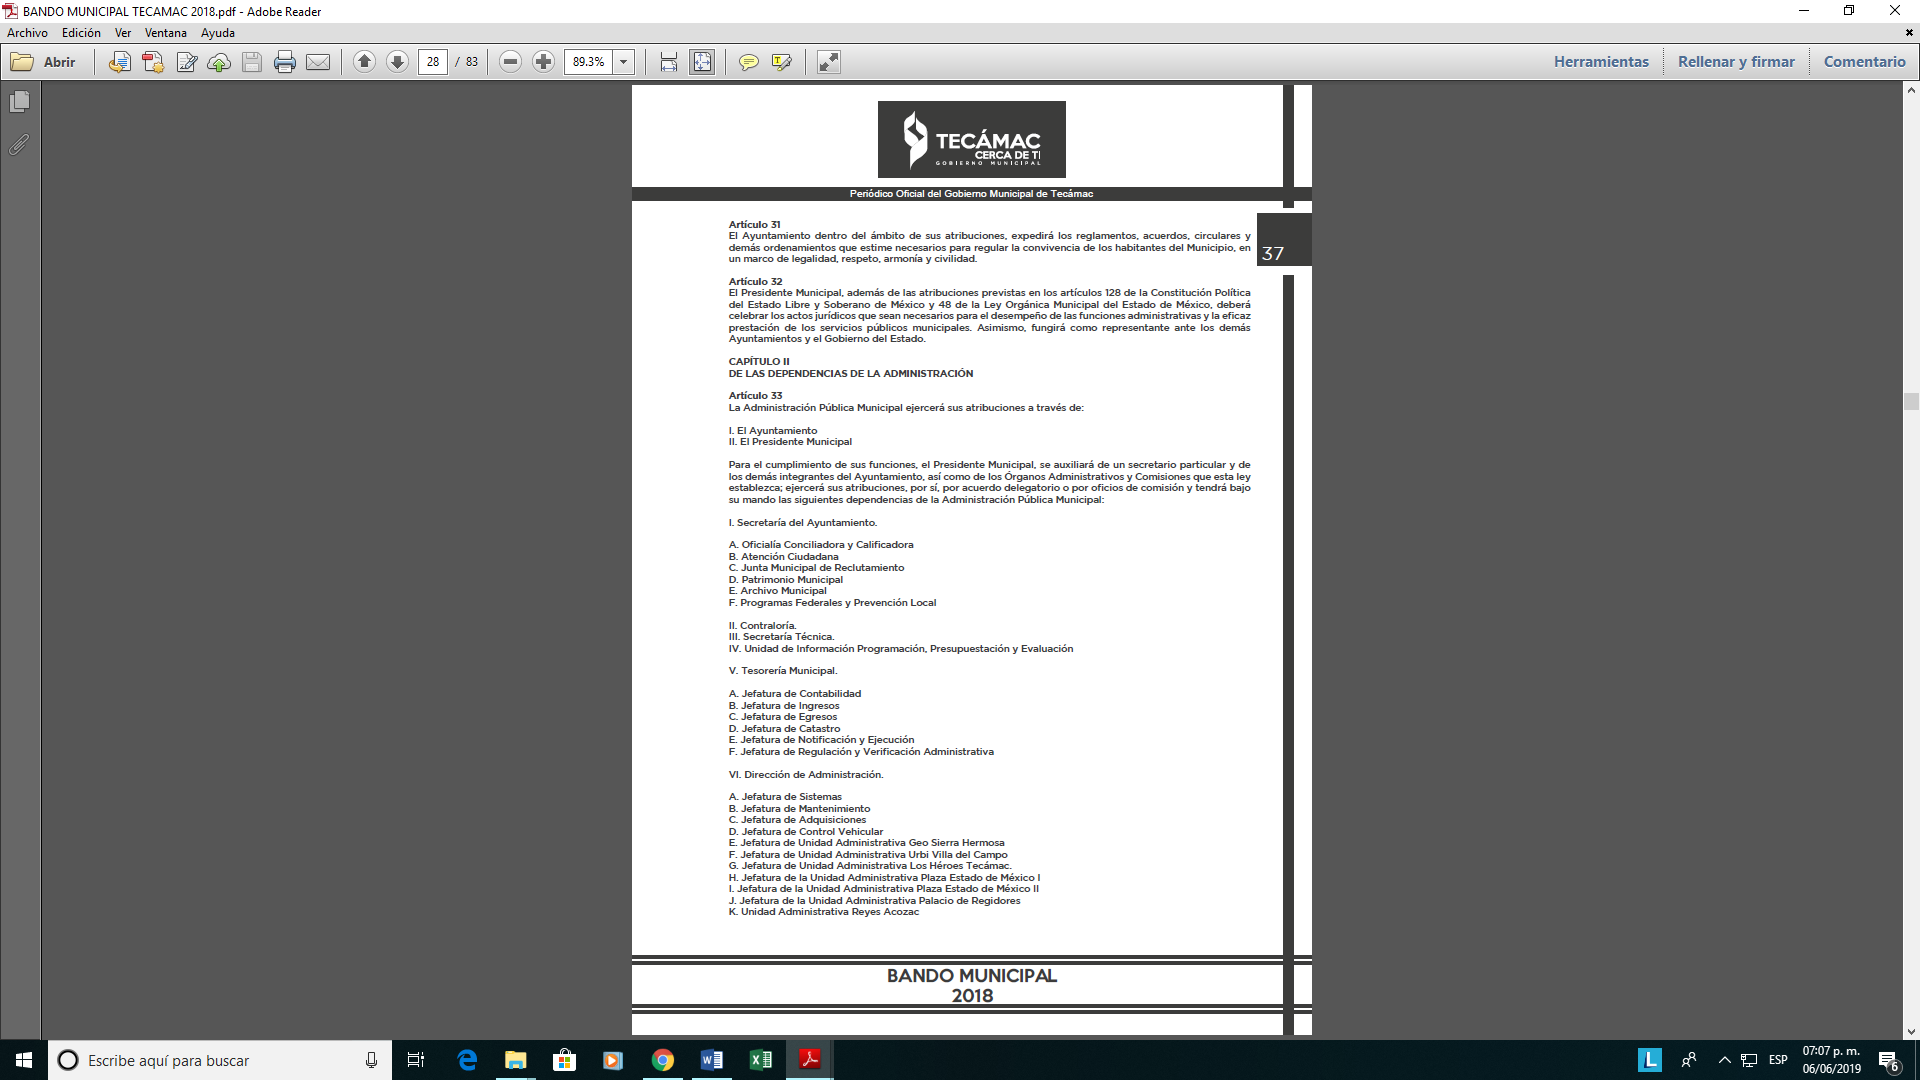 BANDO MUNICIPAL TECAMAC 2018.pdf - Adobe Reader
Archivo Edición Ver Ventana Ayuda
Abrir 28 / 83 89.3% Herramientas Rellenar y firmar Comentario
TECÁMAC
CERCA DE TI
GOBIERNO MUNICIPAL
Periódico Oficial del Gobierno Municipal de Tecámac
37
Artículo 31
El Ayuntamiento dentro del ámbito de sus atribuciones, expedirá los reglamentos, acuerdos, circulares y
demás ordenamientos que estime necesarios para regular la convivencia de los habitantes del Municipio, en
un marco de legalidad, respeto, armonía y civilidad.
Artículo 32
El Presidente Municipal, además de las atribuciones previstas en los artículos 128 de la Constitución Política
del Estado Libre y Soberano de México y 48 de la Ley Orgánica Municipal del Estado de México, deberá
celebrar los actos jurídicos que sean necesarios para el desempeño de las funciones administrativas y la eficaz
prestación de los servicios públicos municipales. Asimismo, fungirá como representante ante los demás
Ayuntamientos y el Gobierno del Estado.
CAPÍTULO II
DE LAS DEPENDENCIAS DE LA ADMINISTRACIÓN
Artículo 33
La Administración Pública Municipal ejercerá sus atribuciones a través de:
I. El Ayuntamiento
II. El Presidente Municipal
Para el cumplimiento de sus funciones, el Presidente Municipal, se auxiliará de un secretario particular y de
los demás integrantes del Ayuntamiento, así como de los Órganos Administrativos y Comisiones que esta ley
establezca; ejercerá sus atribuciones, por sí, por acuerdo delegatorio o por oficios de comisión y tendrá bajo
su mando las siguientes dependencias de la Administración Pública Municipal:
I. Secretaría del Ayuntamiento.
A. Oficialía Conciliadora y Calificadora
B. Atención Ciudadana
C. Junta Municipal de Reclutamiento
D. Patrimonio Municipal
E. Archivo Municipal
F. Programas Federales y Prevención Local
II. Contraloría.
III. Secretaría Técnica.
IV. Unidad de Información Programación, Presupuestación y Evaluación
V. Tesorería Municipal.
A. Jefatura de Contabilidad
B. Jefatura de Ingresos
C. Jefatura de Egresos
D. Jefatura de Catastro
E. Jefatura de Notificación y Ejecución
F. Jefatura de Regulación y Verificación Administrativa
VI. Dirección de Administración.
A. Jefatura de Sistemas
B. Jefatura de Mantenimiento
C. Jefatura de Adquisiciones
D. Jefatura de Control Vehicular
E. Jefatura de Unidad Administrativa Geo Sierra Hermosa
F. Jefatura de Unidad Administrativa Urbi Villa del Campo
G. Jefatura de Unidad Administrativa Los Héroes Tecámac.
H. Jefatura de la Unidad Administrativa Plaza Estado de México I
I. Jefatura de la Unidad Administrativa Plaza Estado de México II
J. Jefatura de la Unidad Administrativa Palacio de Regidores
K. Unidad Administrativa Reyes Acozac
BANDO MUNICIPAL
2018
Escribe aquí para buscar
ESP
07:07 p. m.
06/06/2019
6